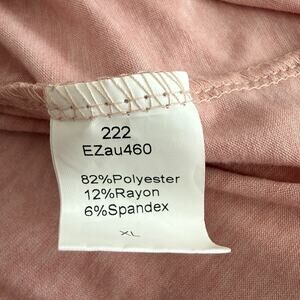 222
EZau460
82%Polyester
12%Rayon
6%Spandex
XL